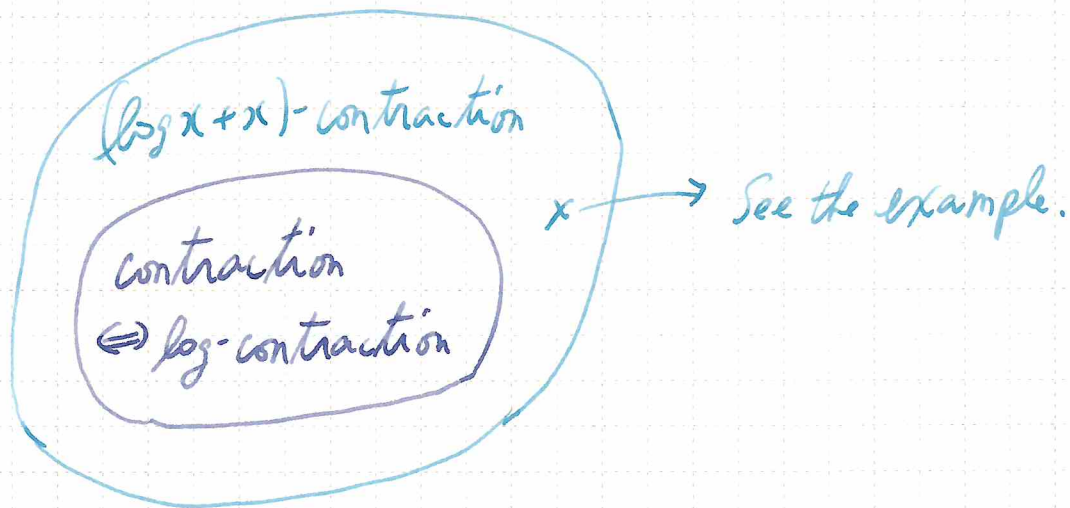 (log x + x)-contraction
x → See the example.
contraction
⇔ log-contraction